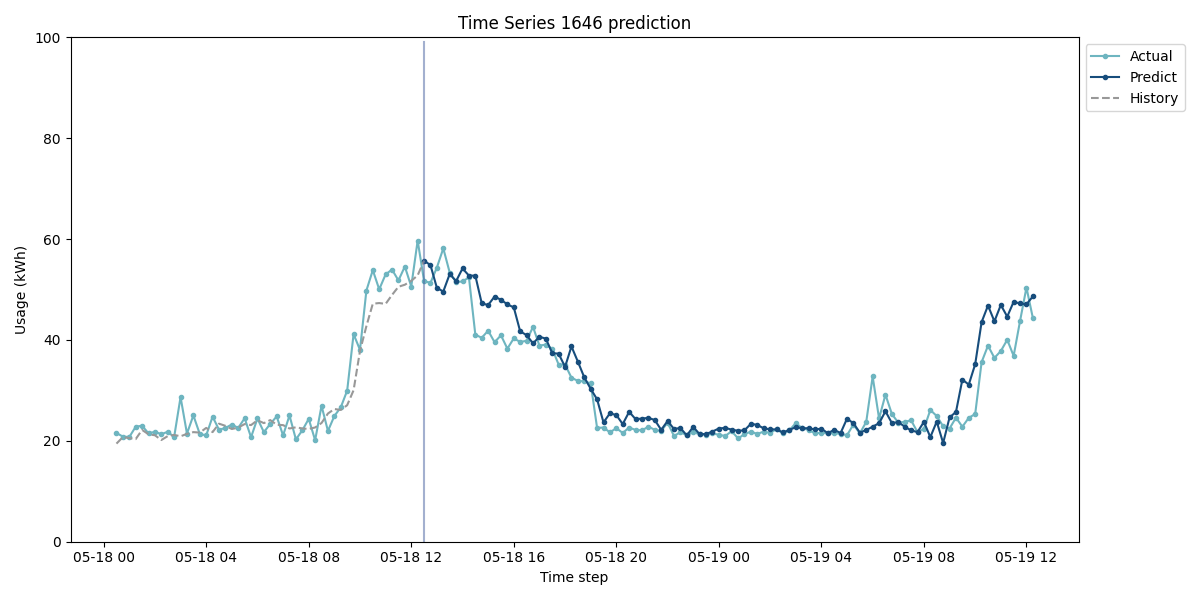 Time Series 1646 prediction
100
80
60
40
20
0
Usage (kWh)
05-18 00
05-18 04
05-18 08
05-18 12
05-18 16
05-18 20
05-19 00
05-19 04
05-19 08
05-19 12
Time step
Actual
Predict
History